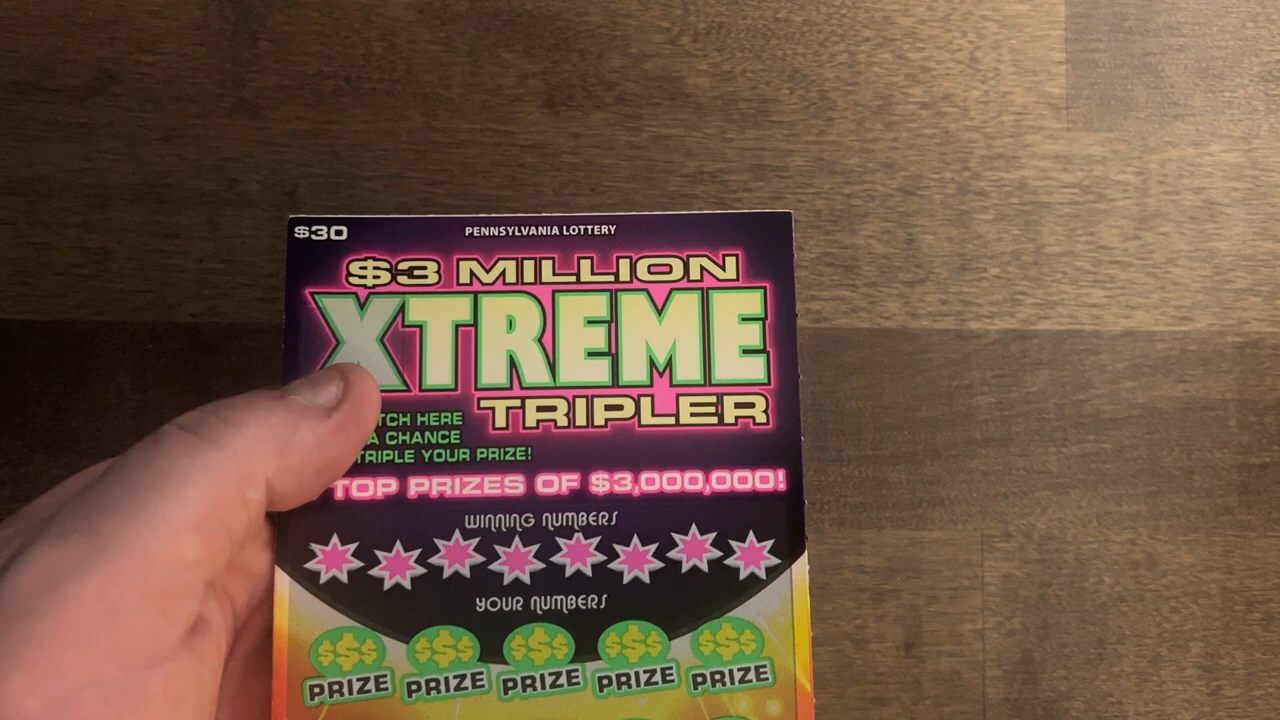 $30
PENNSYLVANIA LOTTERY
$3 MILLION
XTREME
TRIPLER
TCH HERE
A CHANCE
TRIPLE YOUR PRIZE!
TOP PRIZES OF $3,000,000!
WINNING NUMBERS
YOUR NUMBERS
$$$ $$$ $$$ $$$ $$$
PRIZE PRIZE PRIZE PRIZE PRIZE